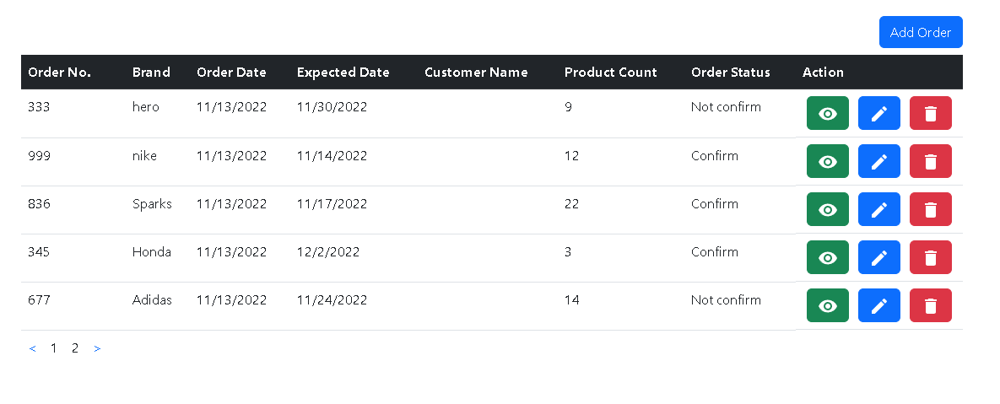 Add Order
Order No. Brand Order Date Expected Date Customer Name Product Count Order Status Action
333 hero 11/13/2022 11/30/2022 9 Not confirm
999 nike 11/13/2022 11/14/2022 12 Confirm
836 Sparks 11/13/2022 11/17/2022 22 Confirm
345 Honda 11/13/2022 12/2/2022 3 Confirm
677 Adidas 11/13/2022 11/24/2022 14 Not confirm
< 1 2 >